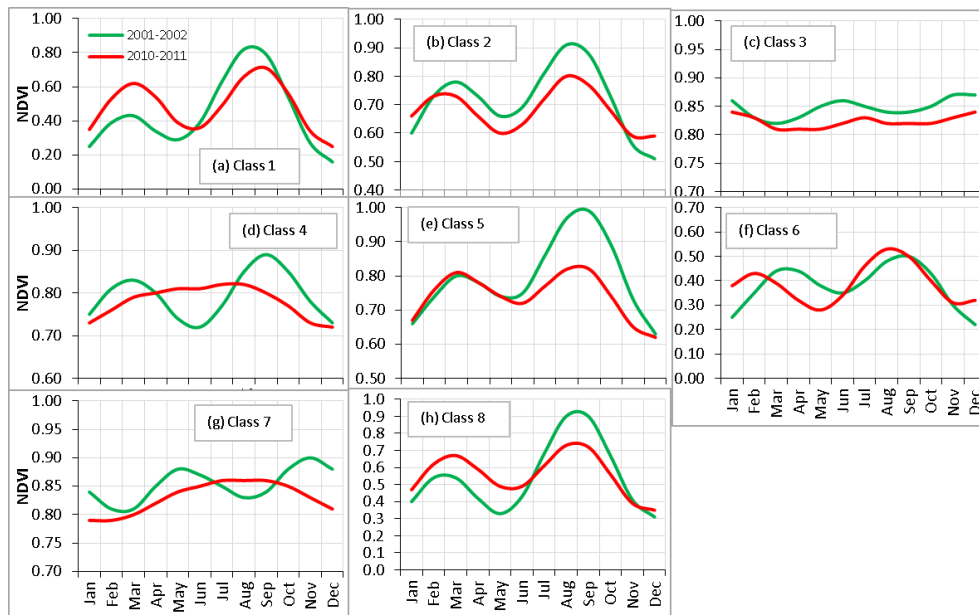 1.00
0.80
0.60
0.40
0.20
0.00
NDVI
2001-2002
2010-2011
(a) Class 1
1.00
0.90
0.80
0.70
0.60
0.50
0.40
(b) Class 2
0.95
0.90
0.85
0.80
0.75
0.70
(c) Class 3
1.00
0.90
0.80
0.70
0.60
NDVI
(d) Class 4
1.00
0.90
0.80
0.70
0.60
0.50
(e) Class 5
0.70
0.60
0.50
0.40
0.30
0.20
0.10
0.00
(f) Class 6
Jan
Feb
Mar
Apr
May
Jun
Jul
Aug
Sep
Oct
Nov
Dec
1.00
0.95
0.90
0.85
0.80
0.75
0.70
NDVI
(g) Class 7
Jan
Feb
Mar
Apr
May
Jun
Jul
Aug
Sep
Oct
Nov
Dec
1.0
0.9
0.8
0.7
0.6
0.5
0.4
0.3
0.2
0.1
0.0
(h) Class 8
Jan
Feb
Mar
Apr
May
Jun
Jul
Aug
Sep
Oct
Nov
Dec